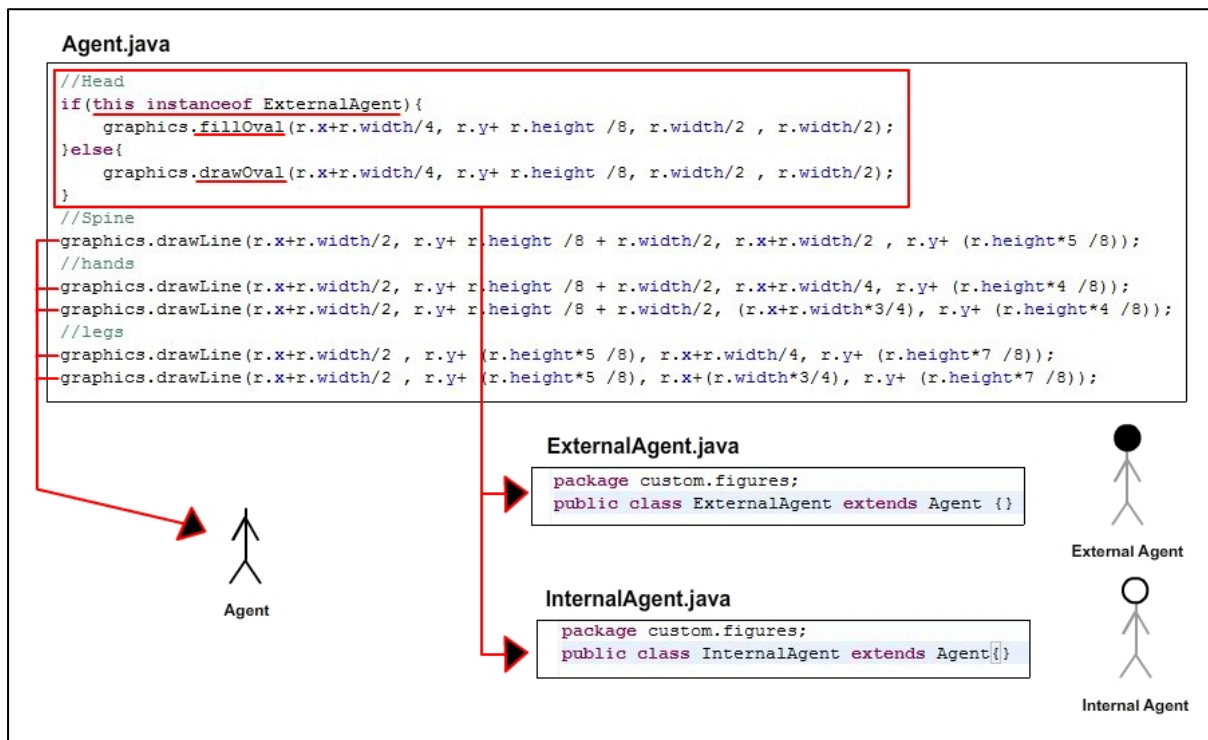 Agent.java
//Head
if(this instanceof ExternalAgent){
graphics.fillOval(r.x+r.width/4, r.y+ r.height /8, r.width/2 , r.width/2);
}else{
graphics.drawOval(r.x+r.width/4, r.y+ r.height /8, r.width/2 , r.width/2);
}
//Spine
graphics.drawLine(r.x+r.width/2, r.y+ r.height /8 + r.width/2, r.x+r.width/2 , r.y+ (r.height*5 /8));
//hands
graphics.drawLine(r.x+r.width/2, r.y+ r.height /8 + r.width/2, r.x+r.width/4, r.y+ (r.height*4 /8));
graphics.drawLine(r.x+r.width/2, r.y+ r.height /8 + r.width/2, (r.x+r.width*3/4), r.y+ (r.height*4 /8));
//legs
graphics.drawLine(r.x+r.width/2 , r.y+ (r.height*5 /8), r.x+r.width/4, r.y+ (r.height*7 /8));
graphics.drawLine(r.x+r.width/2 , r.y+ (r.height*5 /8), r.x+(r.width*3/4), r.y+ (r.height*7 /8));
ExternalAgent.java
package custom.figures;
public class ExternalAgent extends Agent {}
External Agent
Agent
InternalAgent.java
package custom.figures;
public class InternalAgent extends Agent{}
Internal Agent